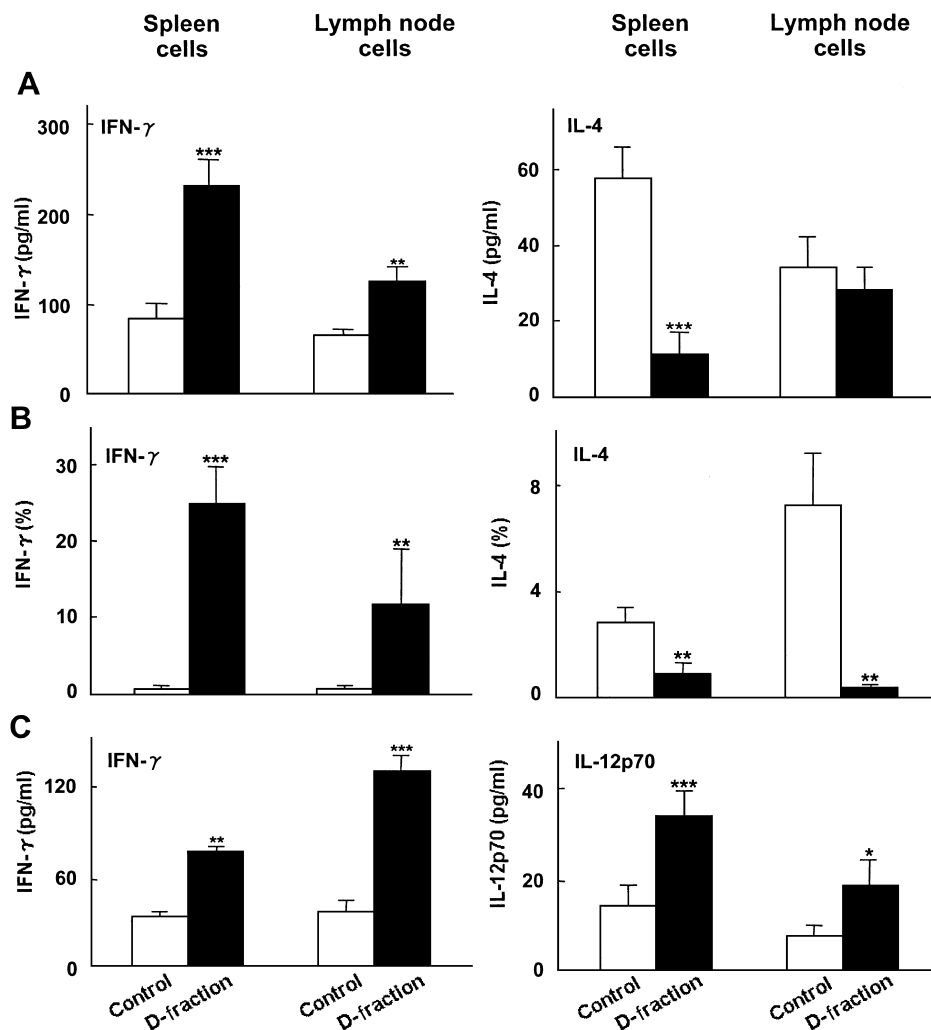 Spleen
cells
Lymph node
cells
Spleen
cells
Lymph node
cells
A
IFN-γ
IFN-γ (pg/ml)
300
200
100
0
***
**
IL-4
IL-4 (pg/ml)
60
40
20
0
***
B
IFN-γ
IFN-γ (%)
30
20
10
0
***
**
IL-4
IL-4 (%)
8
4
0
**
**
C
IFN-γ
IFN-γ (pg/ml)
120
60
0
**
***
Control
D-fraction
Control
D-fraction
IL-12p70
IL-12p70 (pg/ml)
40
20
0
***
*
Control
D-fraction
Control
D-fraction